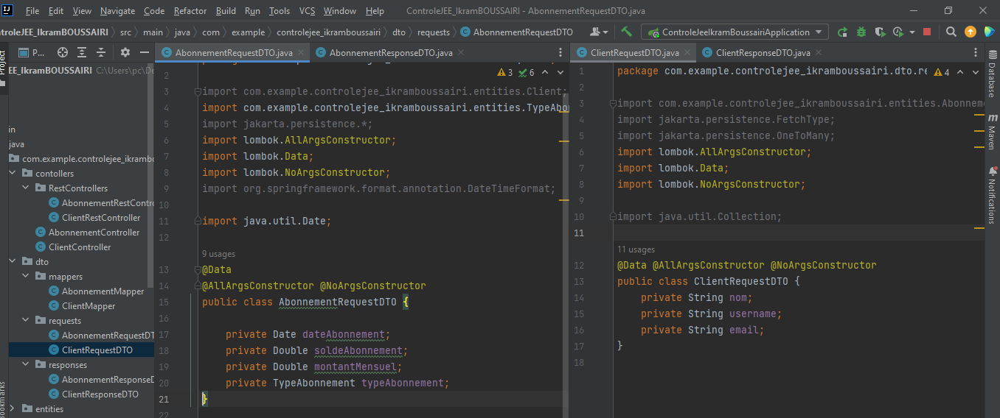 File Edit View Navigate Code Refactor Build Run Tools VCS Window Help ControleJEE_IkramBOUSSAIRI - AbonnementRequestDTO.java
ntroleJEE_IkramBOUSSAIRI src main java com example controlejee_ikramboussairi dto requests AbonnementRequestDTO ControleJeeIkramBoussairiApplication
Project
P...
EE_IkramBOUSSAIRI C:\Users\pc\De
in
java
com.example.controlejee_ikrambo
contollers
RestControllers
AbonnementRestContro
ClientRestController
AbonnementController
ClientController
dto
mappers
AbonnementMapper
ClientMapper
requests
AbonnementRequestDT
ClientRequestDTO
responses
AbonnementResponseD
ClientResponseDTO
entities
ookmarks
AbonnementRequestDTO.java AbonnementResponseDTO.java
3 6
2
3 import com.example.controlejee_ikramboussairi.entities.Client;
4 import com.example.controlejee_ikramboussairi.entities.TypeAbon
5 import jakarta.persistence.*;
6 import lombok.AllArgsConstructor;
7 import lombok.Data;
8 import lombok.NoArgsConstructor;
9 import org.springframework.format.annotation.DateTimeFormat;
10
11 import java.util.Date;
12
9 usages
13 @Data
14 @AllArgsConstructor @NoArgsConstructor
15 public class AbonnementRequestDTO {
16
17 private Date dateAbonnement;
18 private Double soldeAbonnement;
19 private Double montantMensuel;
20 private TypeAbonnement typeAbonnement;
21 }
22
ClientRequestDTO.java ClientResponseDTO.java
1 package com.example.controlejee_ikramboussairi.dto.re 4
2
3 import com.example.controlejee_ikramboussairi.entities.Abonnem
4 import jakarta.persistence.FetchType;
5 import jakarta.persistence.OneToMany;
6 import lombok.AllArgsConstructor;
7 import lombok.Data;
8 import lombok.NoArgsConstructor;
9
10 import java.util.Collection;
11
11 usages
12 @Data @AllArgsConstructor @NoArgsConstructor
13 public class ClientRequestDTO {
14 private String nom;
15 private String username;
16 private String email;
17 }
18
Database
m Maven
Notifications